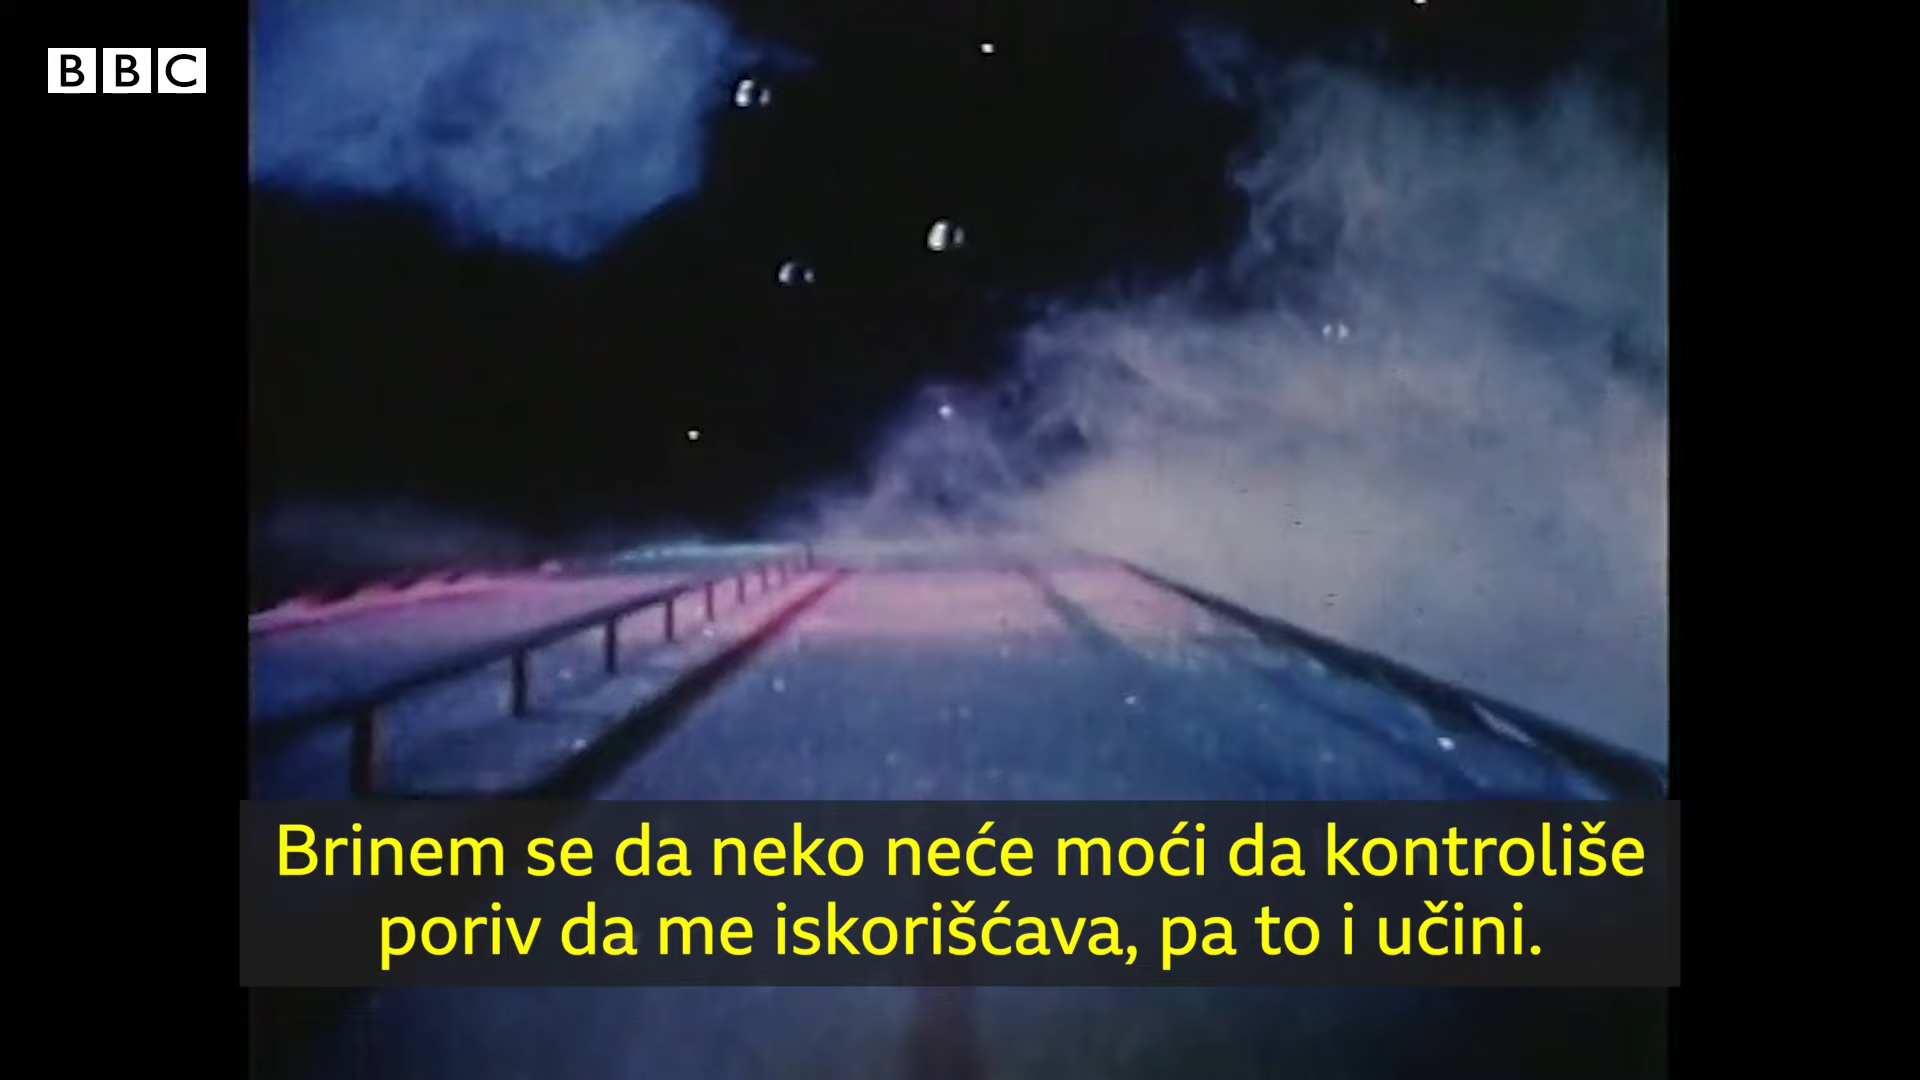 BBC
Brinem se da neko neće moći da kontroliše
poriv da me iskorišćava, pa to i učini.